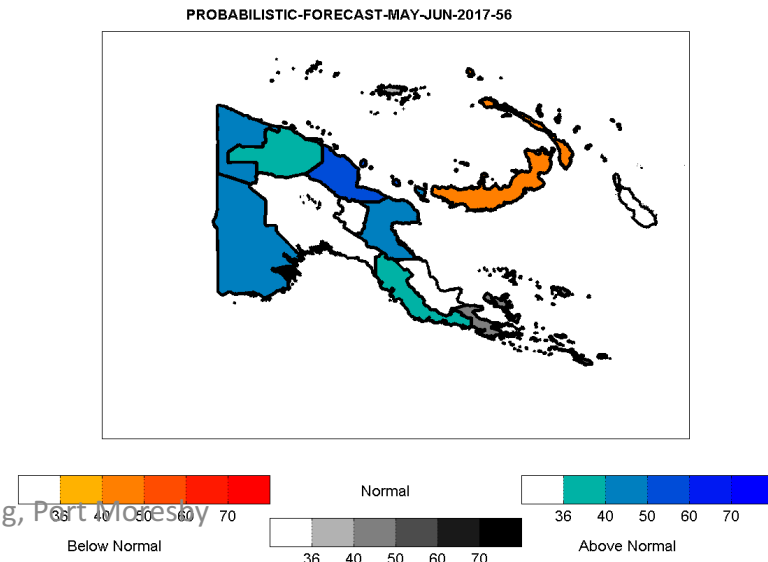 PROBABILISTIC-FORECAST-MAY-JUN-2017-56
Normal
g, Port Moresby
36 40 50 60 70
36 40 50 60 70
Below Normal
Above Normal
36 40 50 60 70